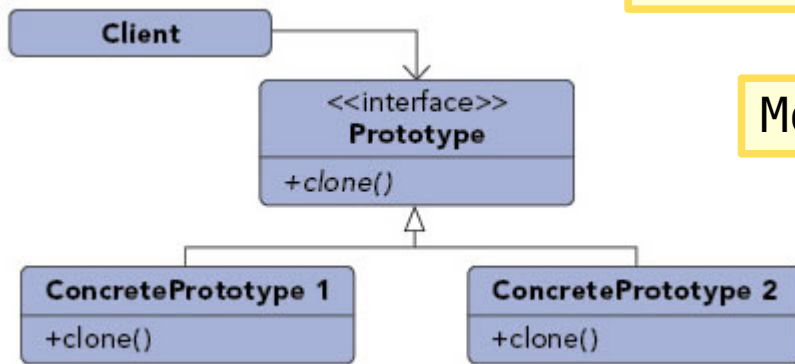 Client
<<interface>>
Prototype
+clone()
ConcretePrototype 1
+clone()
ConcretePrototype 2
+clone()